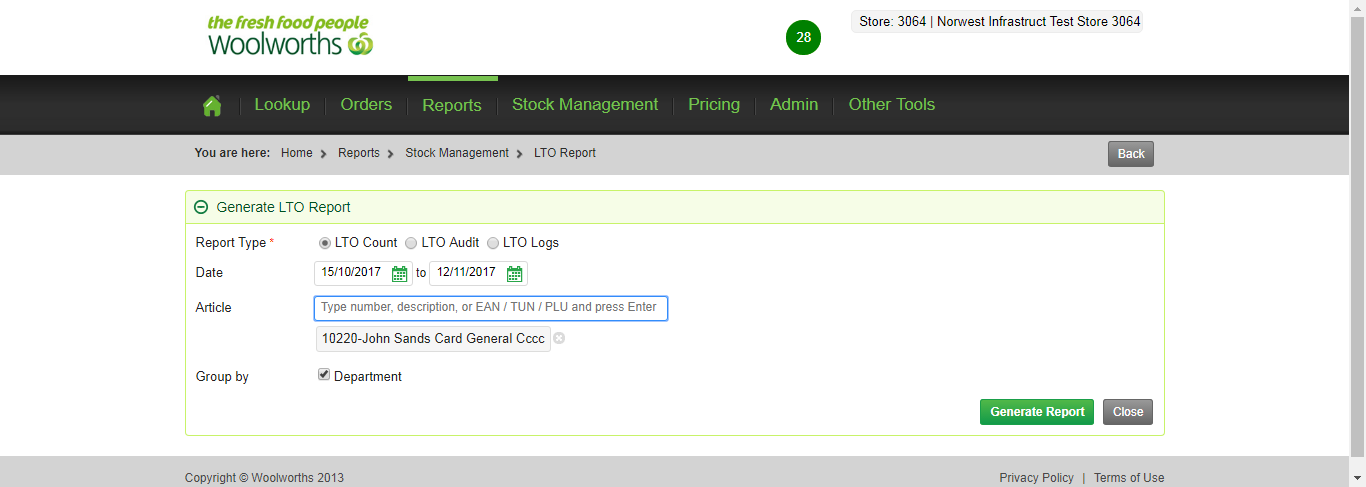 the fresh food people
Woolworths
28
Store: 3064 | Norwest Infrastruct Test Store 3064
Lookup Orders Reports Stock Management Pricing Admin Other Tools
You are here: Home Reports Stock Management LTO Report Back
Generate LTO Report
Report Type * LTO Count LTO Audit LTO Logs
Date 15/10/2017 to 12/11/2017
Article Type number, description, or EAN / TUN / PLU and press Enter
10220-John Sands Card General Cccc
Group by Department
Generate Report Close
Copyright © Woolworths 2013 Privacy Policy | Terms of Use